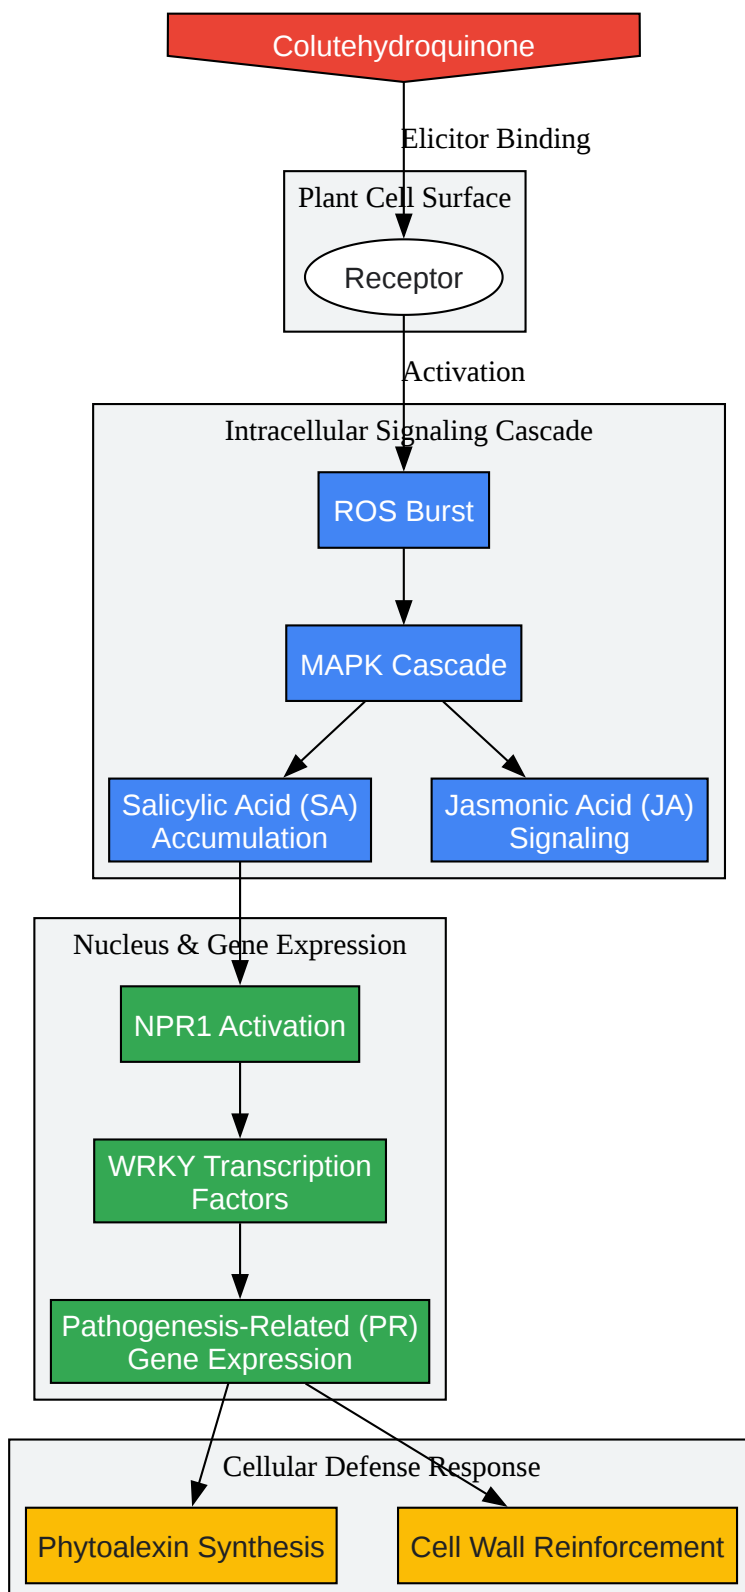 Colutehydroquinone
Elicitor Binding
Plant Cell Surface
Receptor
Activation
Intracellular Signaling Cascade
ROS Burst
MAPK Cascade
Salicylic Acid (SA)
Accumulation
Jasmonic Acid (JA)
Signaling
Nucleus & Gene Expression
NPR1 Activation
WRKY Transcription
Factors
Pathogenesis-Related (PR)
Gene Expression
Cellular Defense Response
Phytoalexin Synthesis
Cell Wall Reinforcement